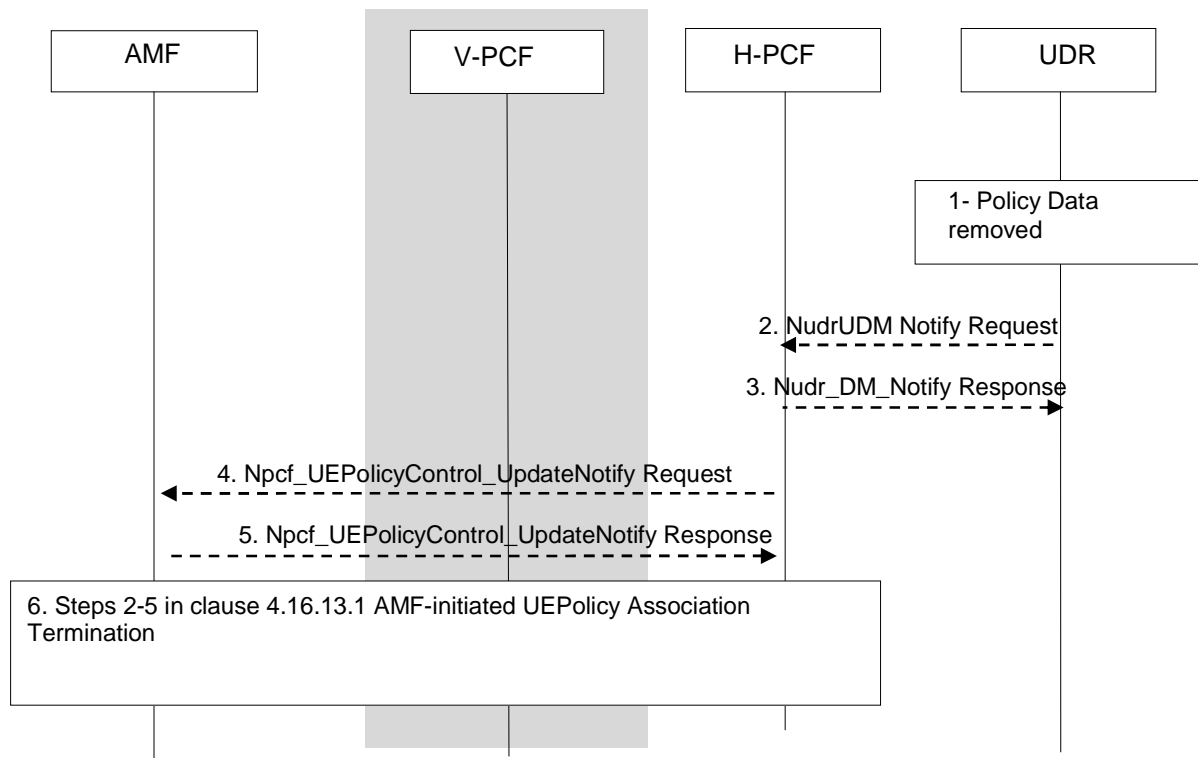 AMF
V-PCF
H-PCF
UDR
1- Policy Data
removed
2. NudrUDM Notify Request
3. Nudr_DM_Notify Response
4. Npcf_UEPolicyControl_UpdateNotify Request
5. Npcf_UEPolicyControl_UpdateNotify Response
6. Steps 2-5 in clause 4.16.13.1 AMF-initiated UEPolicy Association
Termination